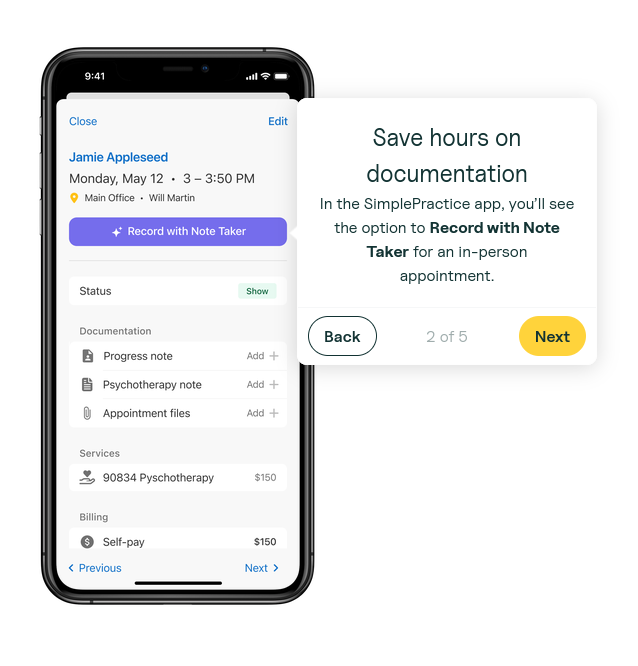 9:41
Close Edit
Jamie Appleseed
Monday, May 12 • 3 – 3:50 PM
Main Office • Will Martin
Record with Note Taker
Status Show
Documentation
Progress note Add +
Psychotherapy note Add +
Appointment files Add +
Services
90834 Pyschotherapy $150
Billing
Self-pay $150
Previous Next
Save hours on
documentation
In the SimplePractice app, you’ll see
the option to Record with Note
Taker for an in-person
appointment.
Back 2 of 5 Next